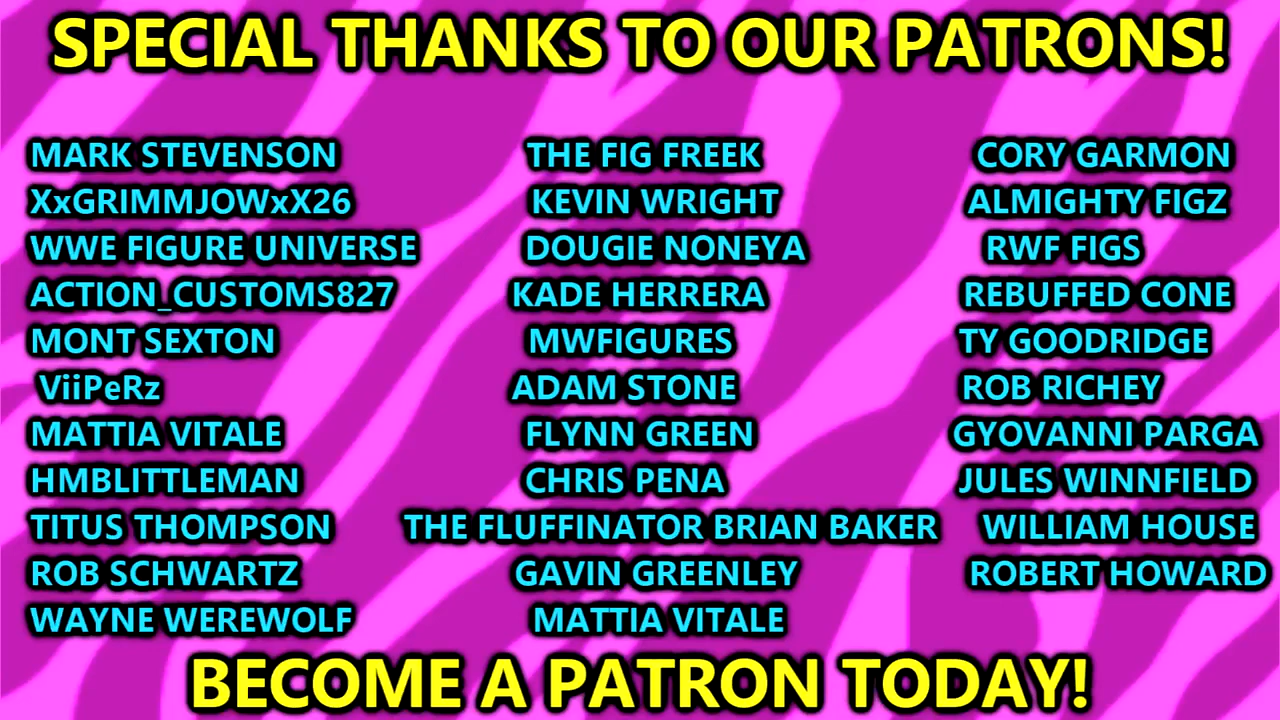 SPECIAL THANKS TO OUR PATRONS!
MARK STEVENSON
XxGRIMMJOWxX26
WWE FIGURE UNIVERSE
ACTION_CUSTOMS827
MONT SEXTON
ViiPeRz
MATTIA VITALE
HMBLITTLEMAN
TITUS THOMPSON
ROB SCHWARTZ
WAYNE WEREWOLF
THE FIG FREEK
KEVIN WRIGHT
DOUGIE NONEYA
KADE HERRERA
MWFIGURES
ADAM STONE
FLYNN GREEN
CHRIS PENA
THE FLUFFINATOR BRIAN BAKER
GAVIN GREENLEY
MATTIA VITALE
CORY GARMON
ALMIGHTY FIGZ
RWF FIGS
REBUFFED CONE
TY GOODRIDGE
ROB RICHEY
GYOVANNI PARGA
JULES WINNFIELD
WILLIAM HOUSE
ROBERT HOWARD
BECOME A PATRON TODAY!